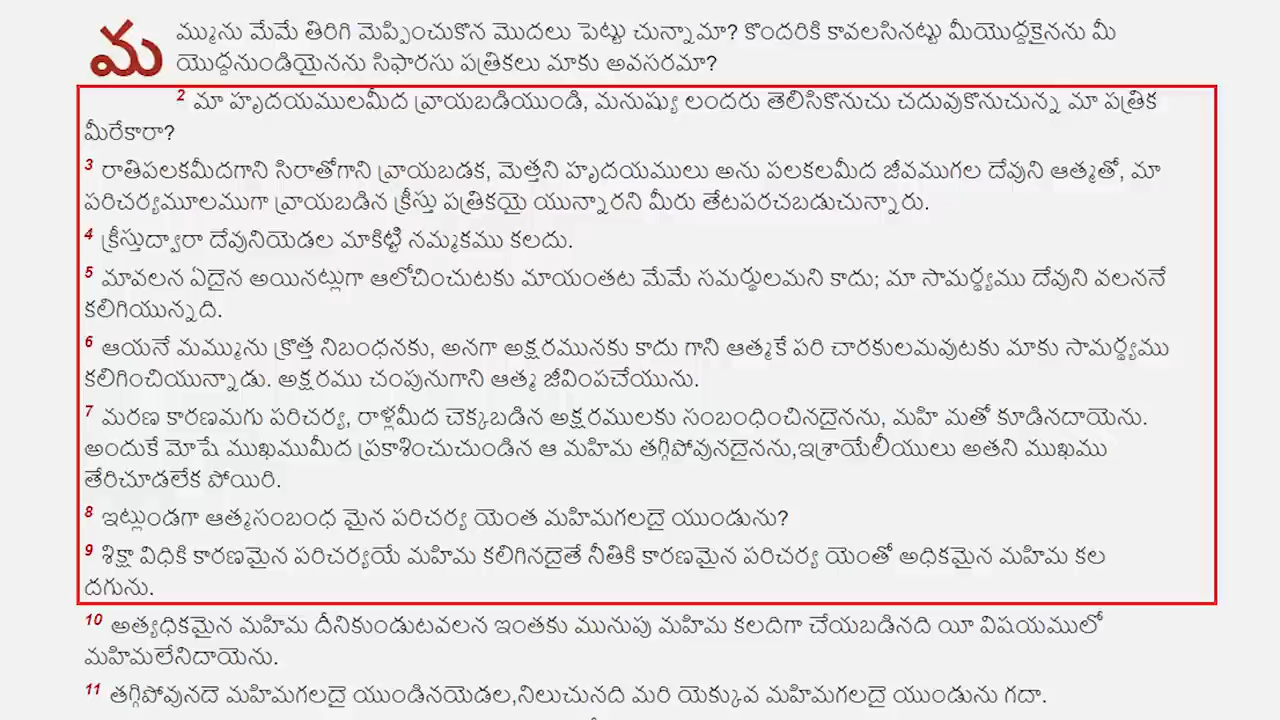 మమ్మును మేమే తిరిగి మెప్పించుకొన మొదలు పెట్టు చున్నామా? కొందరికి కావలసినట్టు మీయొద్దకైనను మీ
యొద్దనుండియైనను సిఫారసు పత్రికలు మాకు అవసరమా?
2 మా హృదయములమీద వ్రాయబడియుండి, మనుష్యు లందరు తెలిసికొనుచు చదువుకొనుచున్న మా పత్రిక
మీరేకారా?
3 రాతిపలకమీదగాని సిరాతోగాని వ్రాయబడక, మెత్తని హృదయములు అను పలకలమీద జీవముగల దేవుని ఆత్మతో, మా
పరిచర్యమూలముగా వ్రాయబడిన క్రీస్తు పత్రికయై యున్నారని మీరు తేటపరచబడుచున్నారు.
4 క్రీస్తుద్వారా దేవునియెడల మాకిట్టి నమ్మకము కలదు.
5 మావలన ఏదైన అయినట్లుగా ఆలోచించుటకు మాయంతట మేమే సమర్థులమని కాదు; మా సామర్థ్యము దేవుని వలననే
కలిగియున్నది.
6 ఆయనే మమ్మును క్రొత్త నిబంధనకు, అనగా అక్షరమునకు కాదు గాని ఆత్మకే పరి చారకులమవుటకు మాకు సామర్థ్యము
కలిగించియున్నాడు. అక్షరము చంపునుగాని ఆత్మ జీవింపచేయును.
7 మరణ కారణమగు పరిచర్య, రాళ్లమీద చెక్కబడిన అక్షరములకు సంబంధించినదైనను, మహి మతో కూడినదాయెను.
అందుకే మోషే ముఖముమీద ప్రకాశించుచుండిన ఆ మహిమ తగ్గిపోవునదైనను,ఇశ్రాయేలీయులు అతని ముఖము
తేరిచూడలేక పోయిరి.
8 ఇట్లుండగా ఆత్మసంబంధ మైన పరిచర్య యెంత మహిమగలదై యుండును?
9 శిక్షా విధికి కారణమైన పరిచర్యయే మహిమ కలిగినదైతే నీతికి కారణమైన పరిచర్య యెంతో అధికమైన మహిమ కల
దగును.
10 అత్యధికమైన మహిమ దీనికుండుటవలన ఇంతకు మునుపు మహిమ కలదిగా చేయబడినది యీ విషయములో
మహిమలేనిదాయెను.
11 తగ్గిపోవునదె మహిమగలదై యుండినయెడల,నిలుచునది మరి యెక్కువ మహిమగలదై యుండును గదా.